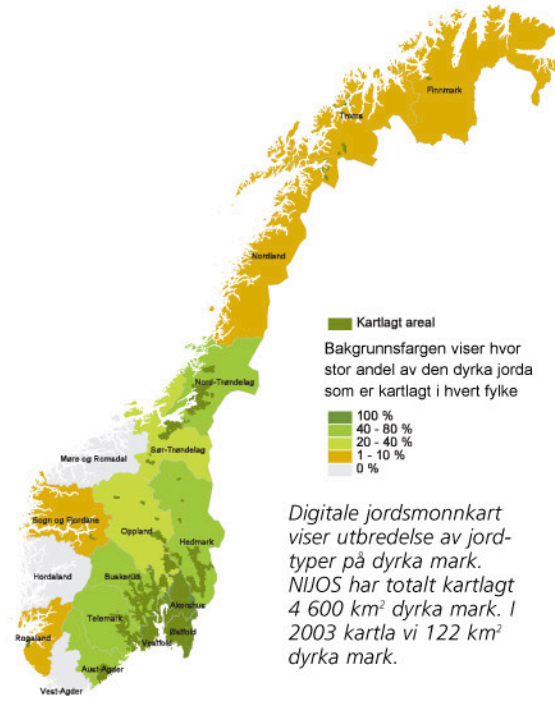 Finnmark
Troms
Nordland
Kartlagt areal
Bakgrunnsfargen viser hvor
stor andel av den dyrka jorda
som er kartlagt i hvert fylke
100 %
40 - 80 %
20 - 40 %
1 - 10 %
0 %
Nord-Trøndelag
Sør-Trøndelag
Møre og Romsdal
Sogn og Fjordane
Oppland
Hedmark
Hordaland
Buskerud
Akershus
Telemark
Østfold
Vestfold
Rogaland
Aust-Agder
Vest-Agder
Digitale jordsmonnkart
viser utbredelse av jord-
typer på dyrka mark.
NIJOS har totalt kartlagt
4 600 km² dyrka mark. I
2003 kartla vi 122 km²
dyrka mark.